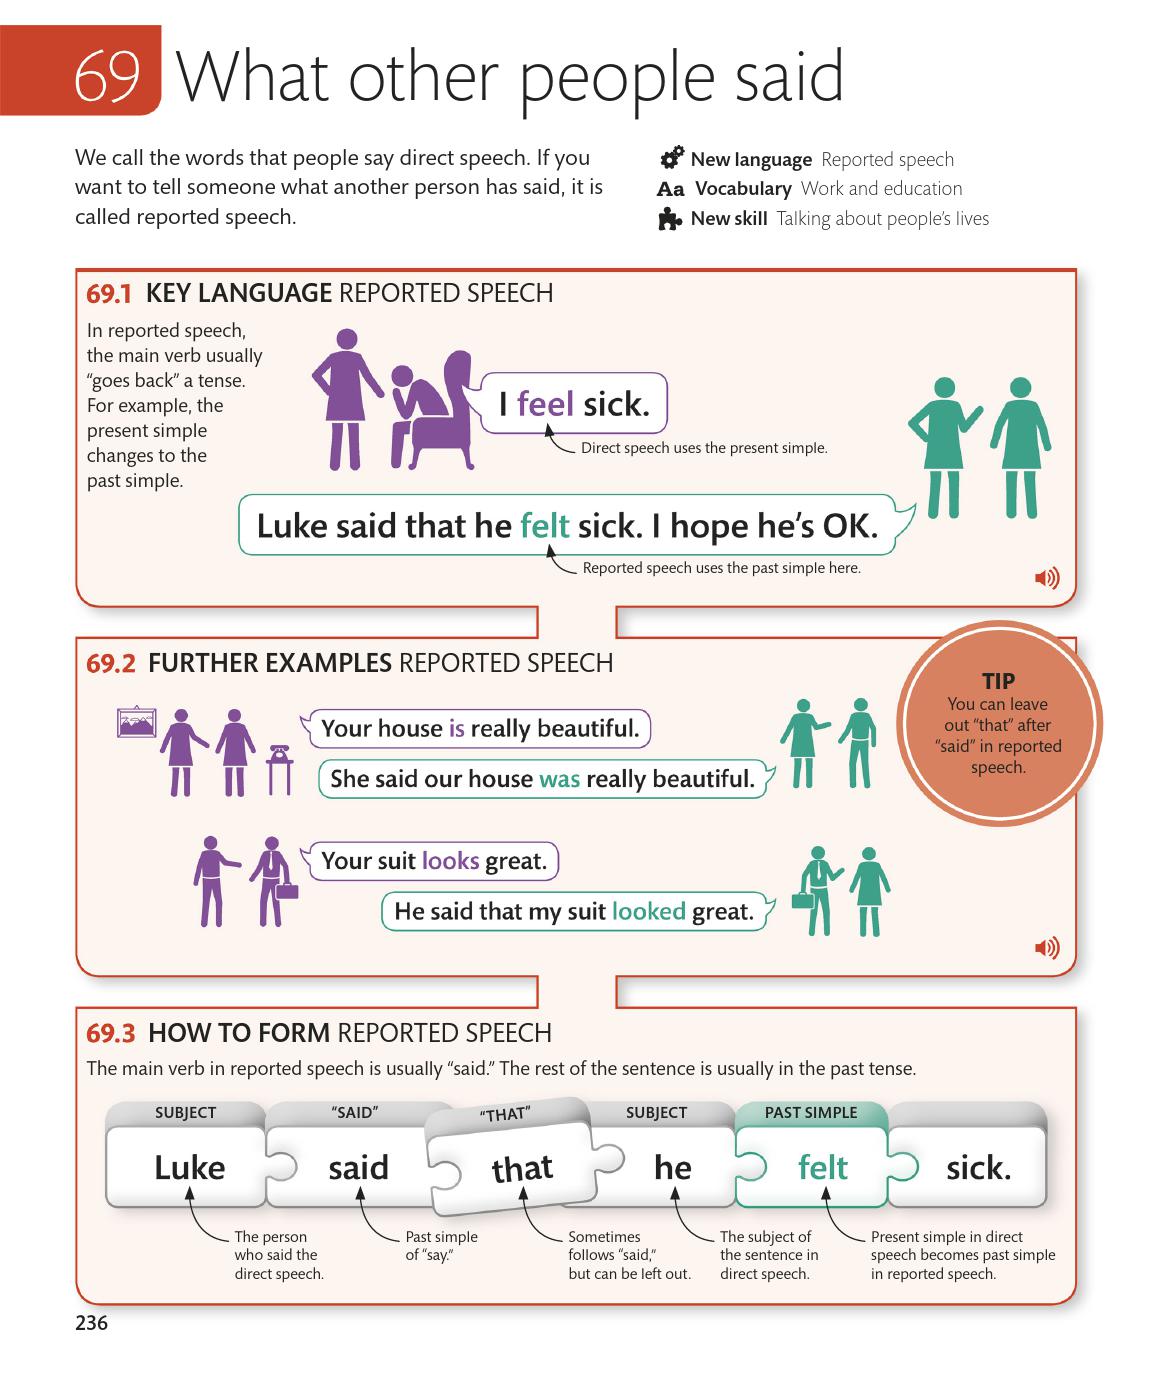 69 What other people said
We call the words that people say direct speech. If you
want to tell someone what another person has said, it is
called reported speech.
New language Reported speech
Aa Vocabulary Work and education
New skill Talking about people’s lives
69.1 KEY LANGUAGE REPORTED SPEECH
In reported speech,
the main verb usually
“goes back” a tense.
For example, the
present simple
changes to the
past simple.
I feel sick.
Direct speech uses the present simple.
Luke said that he felt sick. I hope he’s OK.
Reported speech uses the past simple here.
69.2 FURTHER EXAMPLES REPORTED SPEECH
Your house is really beautiful.
She said our house was really beautiful.
Your suit looks great.
He said that my suit looked great.
TIP
You can leave
out “that” after
“said” in reported
speech.
69.3 HOW TO FORM REPORTED SPEECH
The main verb in reported speech is usually “said.” The rest of the sentence is usually in the past tense.
SUBJECT “SAID” “THAT” SUBJECT PAST SIMPLE
Luke said that he felt sick.
The person
who said the
direct speech.
Past simple
of “say.”
Sometimes
follows “said,”
but can be left out.
The subject of
the sentence in
direct speech.
Present simple in direct
speech becomes past simple
in reported speech.
236